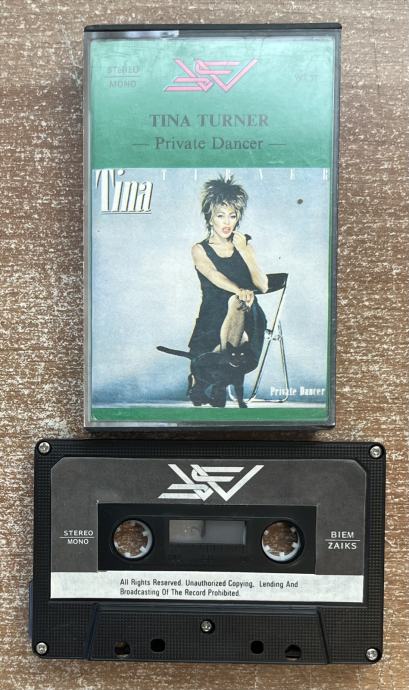 STEREO
MONO
TINA TURNER
— Private Dancer —
Tina
TURNER
Private Dancer
STEREO
MONO
BIEM
ZAIKS
All Rights Reserved. Unauthorized Copying, Lending And
Broadcasting Of The Record Prohibited.